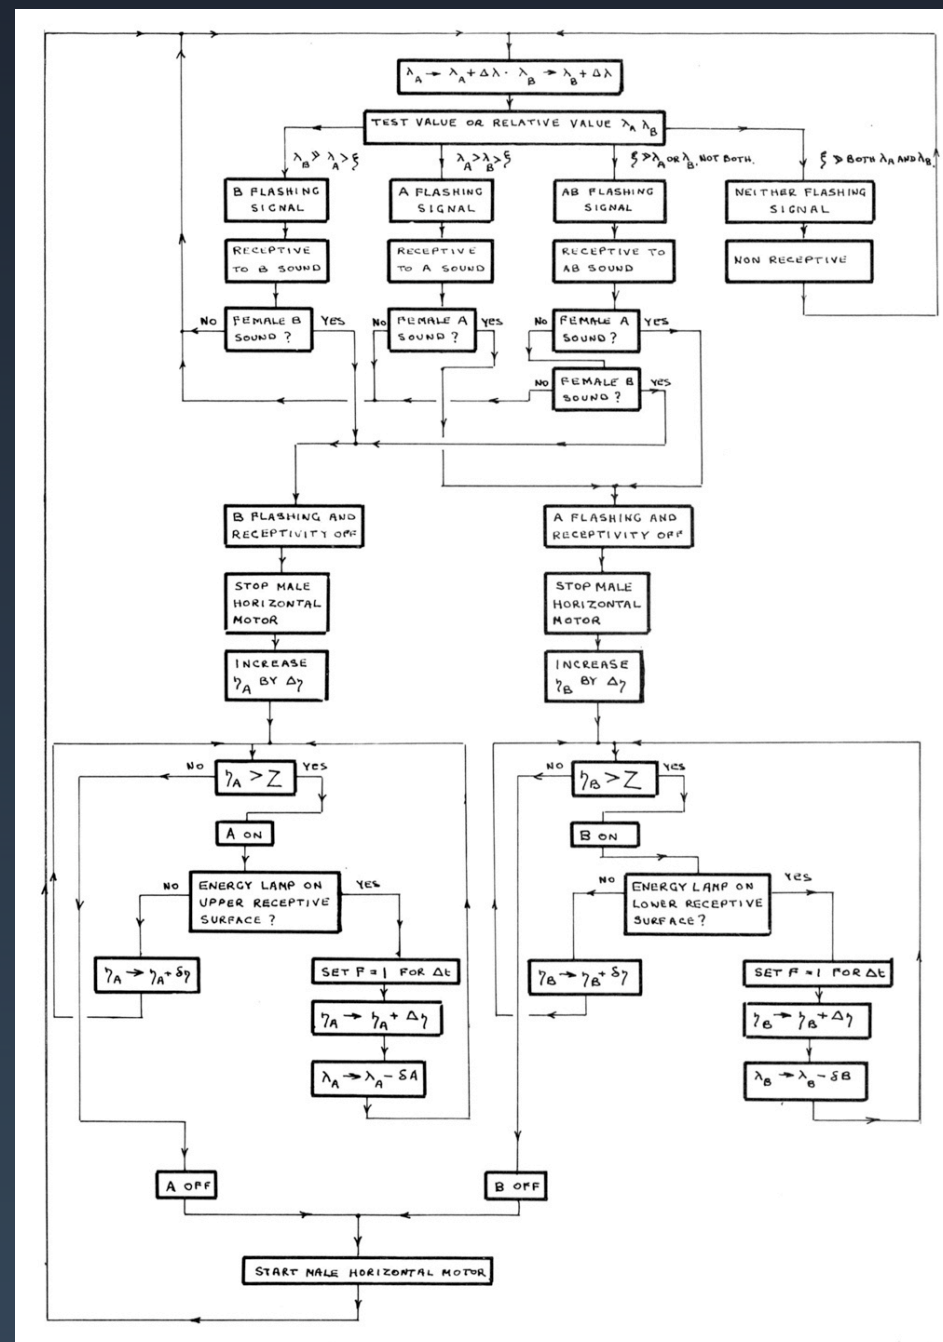 λA → λA + Δλ · λB → λB + Δλ
TEST VALUE OR RELATIVE VALUE λA λB
λB ≫ λA > ξ
λA > λB > ξ
ξ ≫ λA OR λB, NOT BOTH.
ξ ≫ BOTH λA AND λB
B FLASHING
SIGNAL
A FLASHING
SIGNAL
AB FLASHING
SIGNAL
NEITHER FLASHING
SIGNAL
RECEPTIVE
TO B SOUND
RECEPTIVE
TO A SOUND
RECEPTIVE TO
AB SOUND
NON RECEPTIVE
NO
FEMALE B
SOUND?
YES
NO
FEMALE A
SOUND?
YES
NO
FEMALE A
SOUND?
YES
NO
FEMALE B
SOUND?
YES
B FLASHING AND
RECEPTIVITY OFF
A FLASHING AND
RECEPTIVITY OFF
STOP MALE
HORIZONTAL
MOTOR
STOP MALE
HORIZONTAL
MOTOR
INCREASE
ηA BY Δη
INCREASE
ηB BY Δη
NO
ηA > Z
YES
NO
ηB > Z
YES
A ON
B ON
NO
ENERGY LAMP ON
UPPER RECEPTIVE
SURFACE?
YES
NO
ENERGY LAMP ON
LOWER RECEPTIVE
SURFACE?
YES
ηA → ηA + δη
SET F = 1 FOR Δt
ηB → ηB + δη
SET F = 1 FOR Δt
ηA → ηA + Δη
ηB → ηB + Δη
λA → λA − δA
λB → λB − δB
A OFF
B OFF
START MALE HORIZONTAL MOTOR